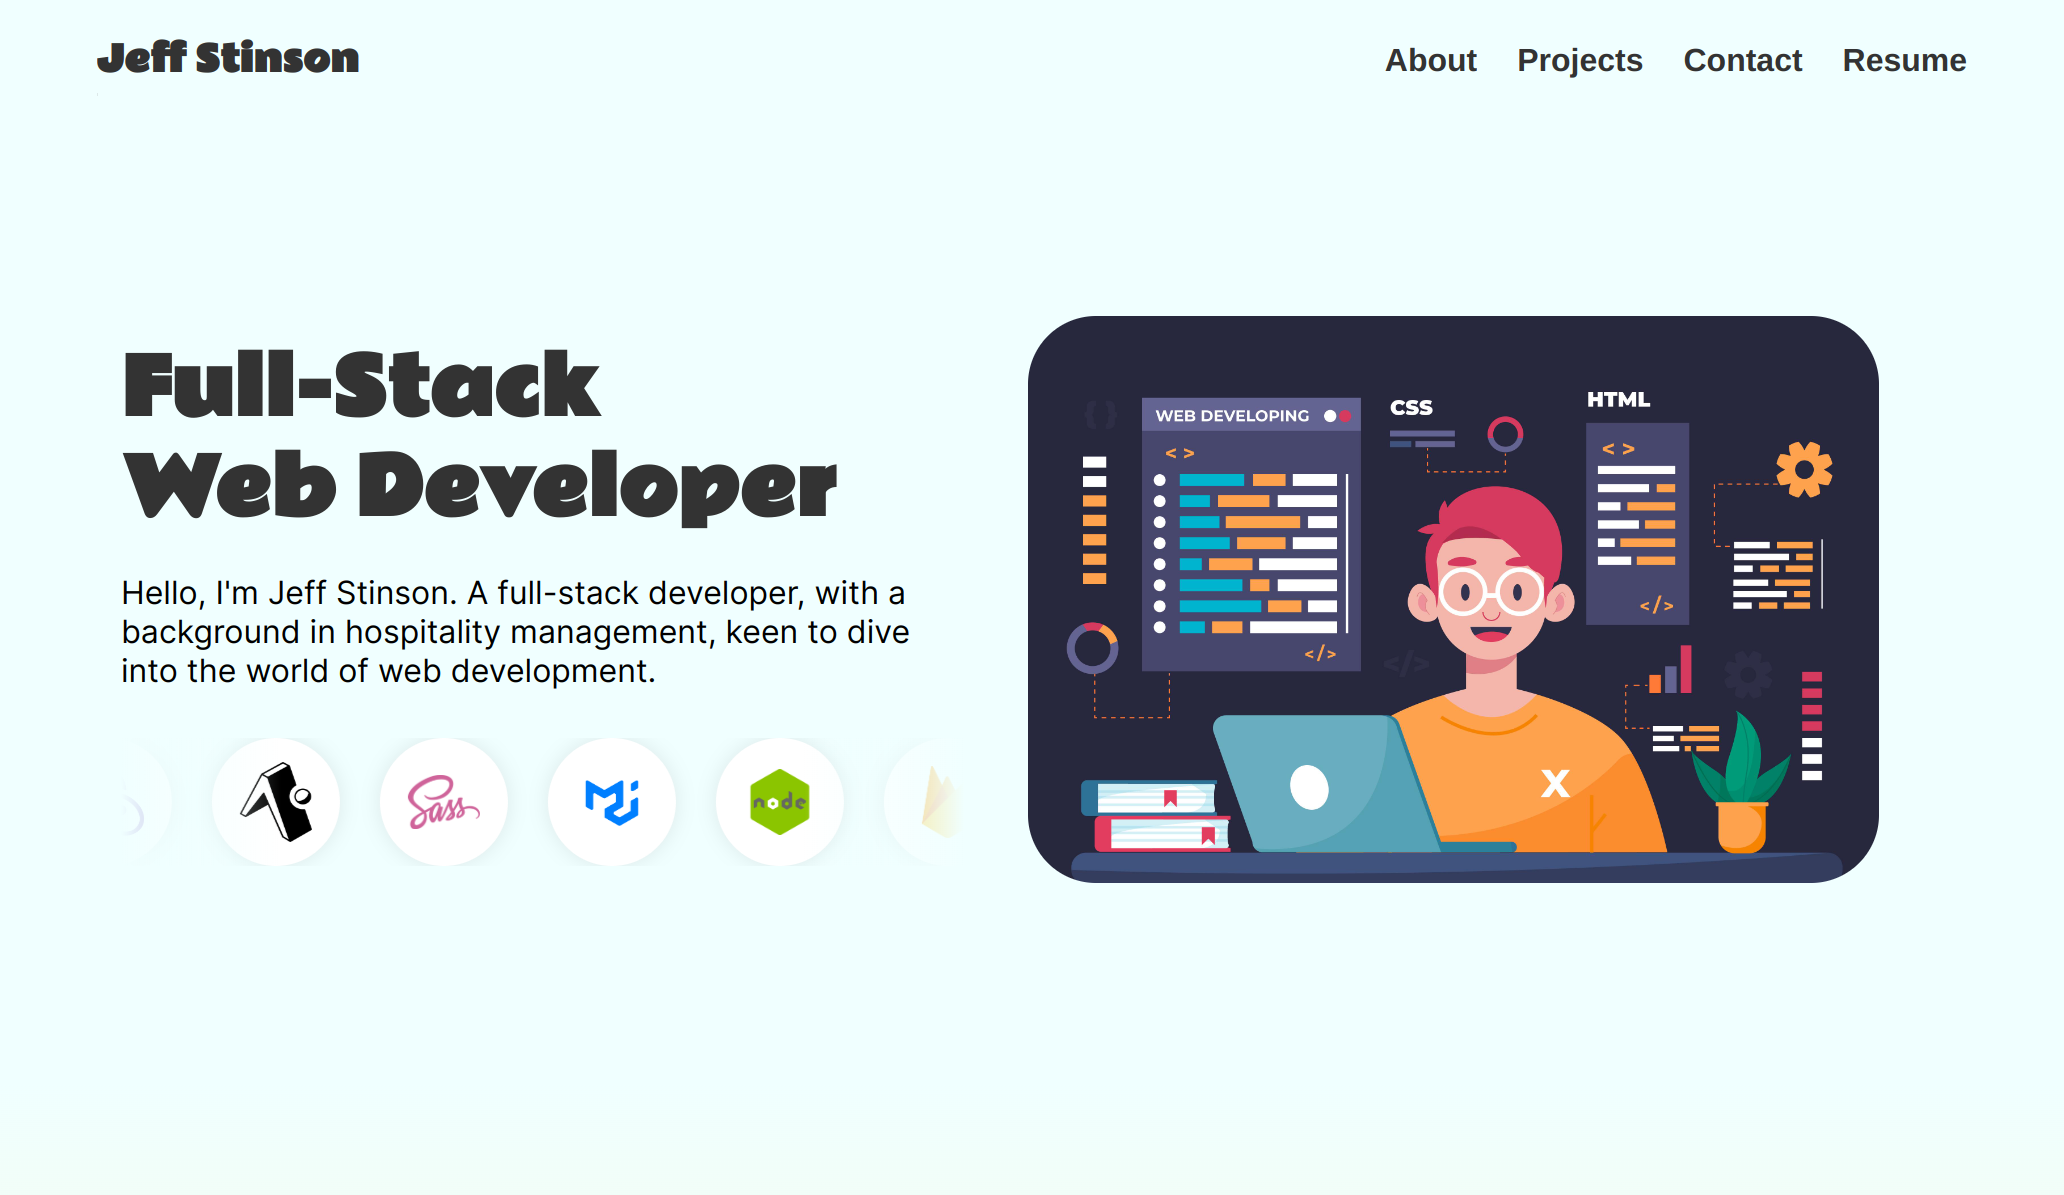 Jeff Stinson
About Projects Contact Resume
Full-Stack
Web Developer
Hello, I'm Jeff Stinson. A full-stack developer, with a
background in hospitality management, keen to dive
into the world of web development.
Sass
node
WEB DEVELOPING
< >
</>
CSS
HTML
< >
</>
{ }
</>
X